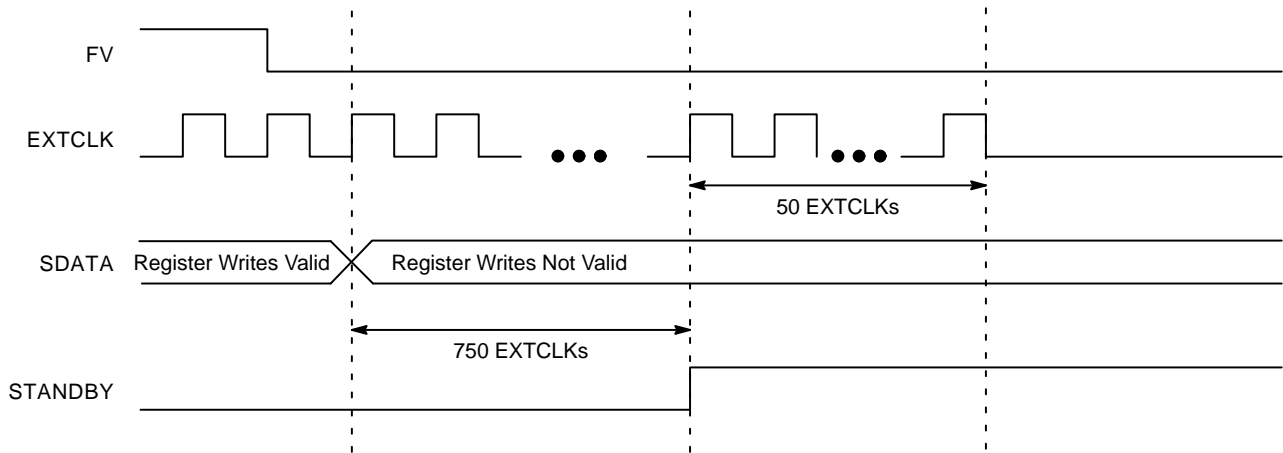 FV
EXTCLK
50 EXTCLKs
SDATA Register Writes Valid Register Writes Not Valid
750 EXTCLKs
STANDBY